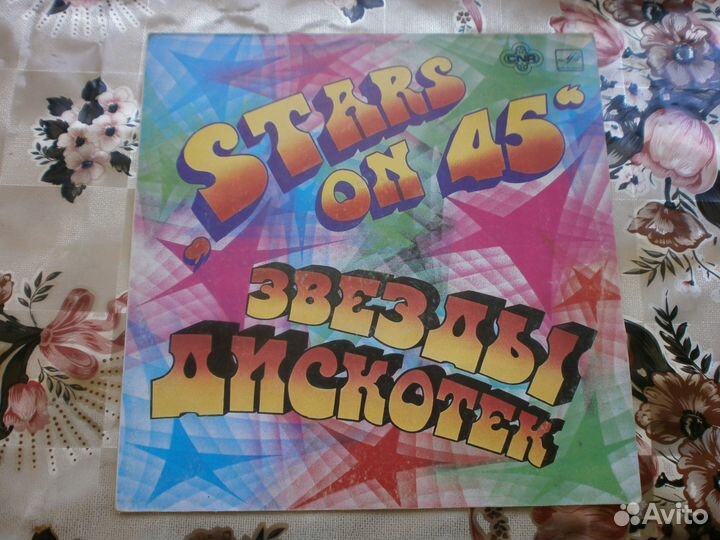 CNR
„STARS
ON 45“
ЗВЕЗДЫ
ДИСКОТЕК
Avito